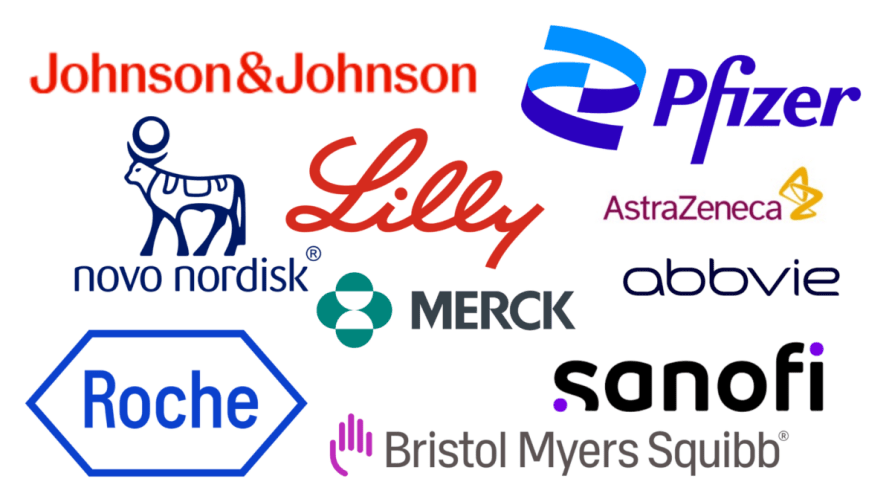 Johnson&Johnson
Pfizer
novo nordisk®
Lilly
AstraZeneca
abbvie
MERCK
Roche
sanofi
Bristol Myers Squibb®